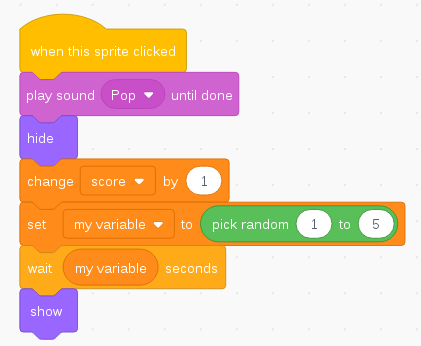 when this sprite clicked
play sound Pop until done
hide
change score by 1
set my variable to pick random 1 to 5
wait my variable seconds
show